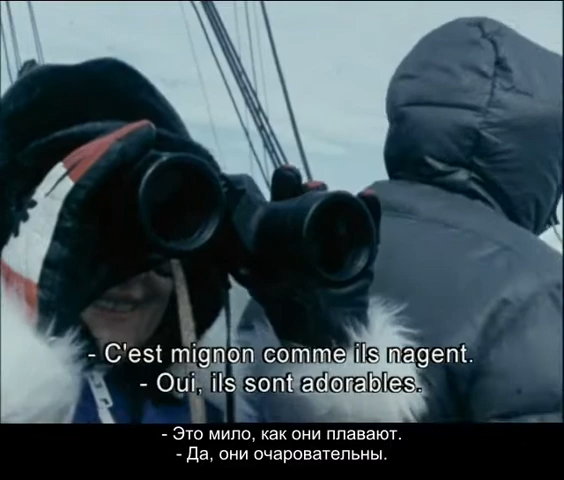 - C'est mignon comme ils nagent.
- Oui, ils sont adorables.
- Это мило, как они плавают.
- Да, они очаровательны.